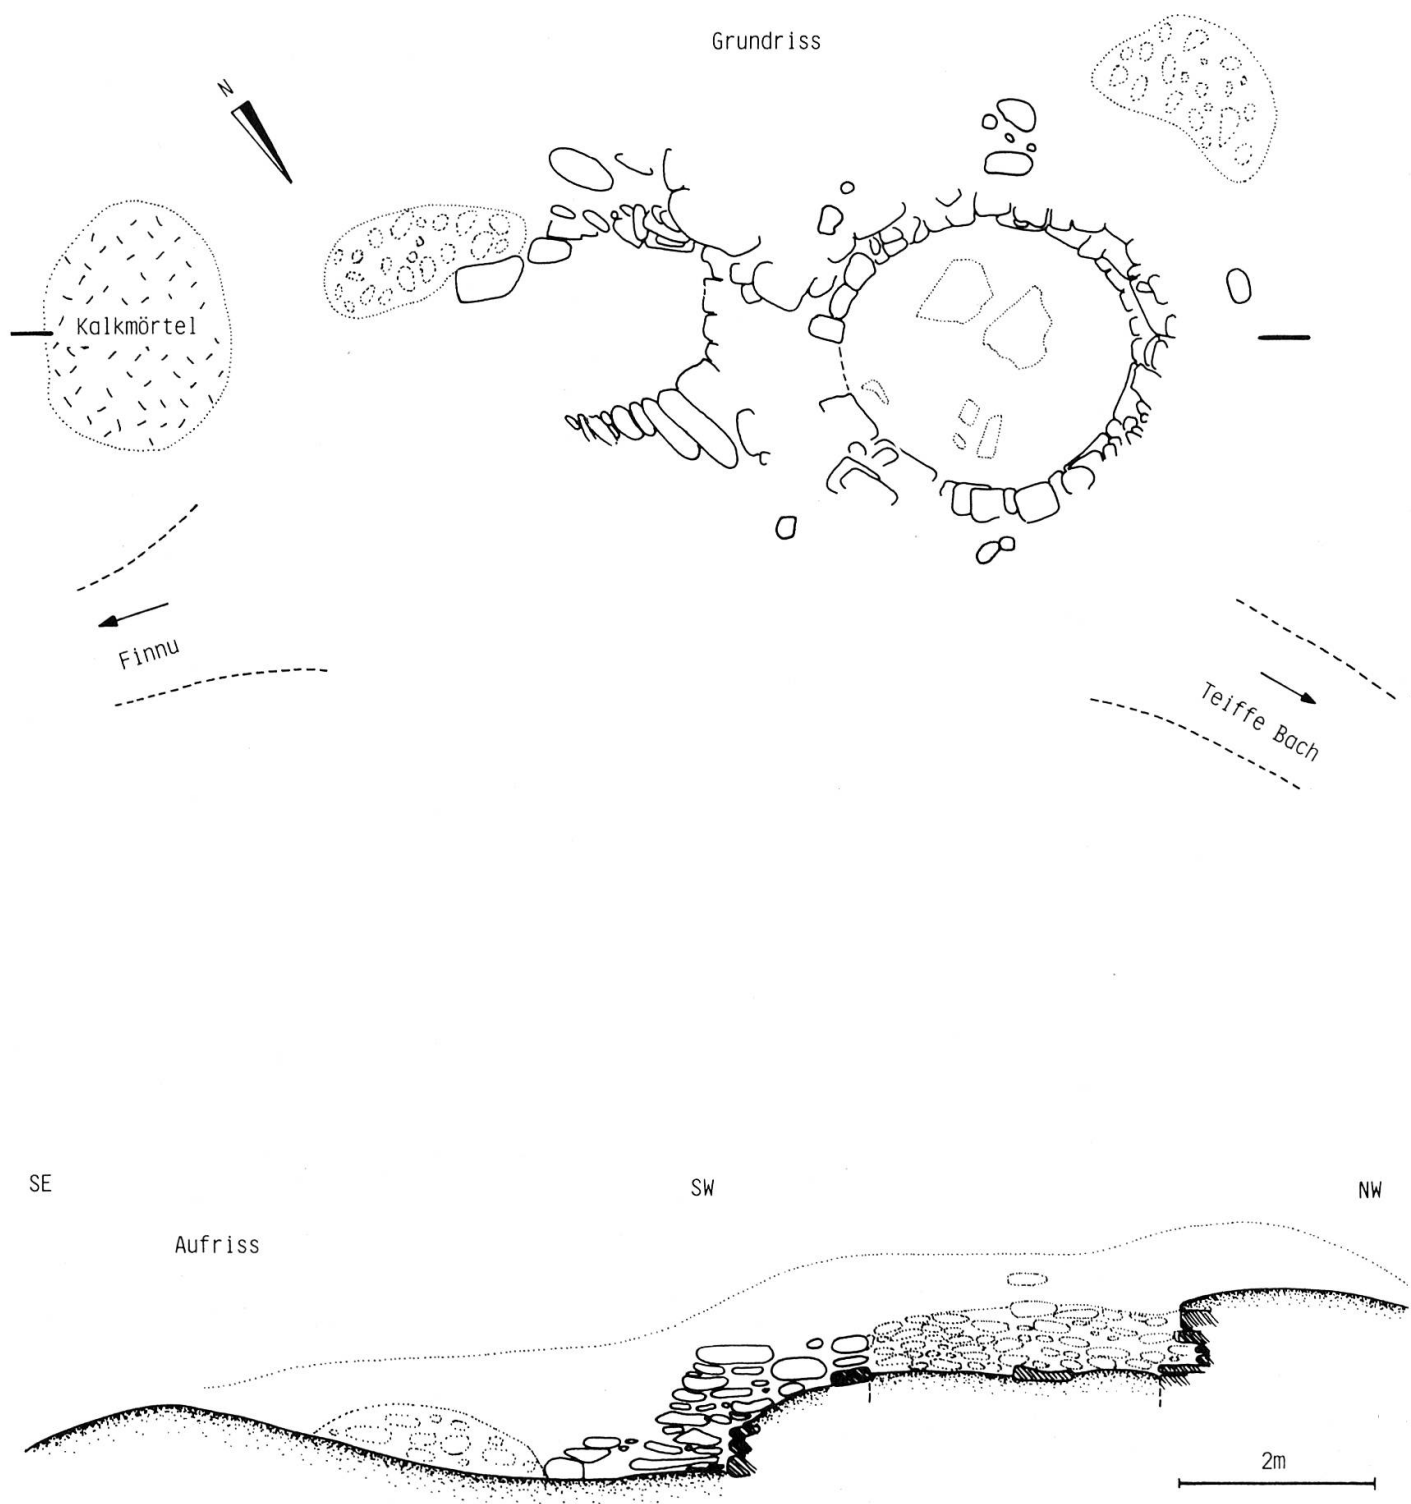 Grundriss
N
Kalkmörtel
Finnu
Teiffe Bach
SE
SW
NW
Aufriss
2m